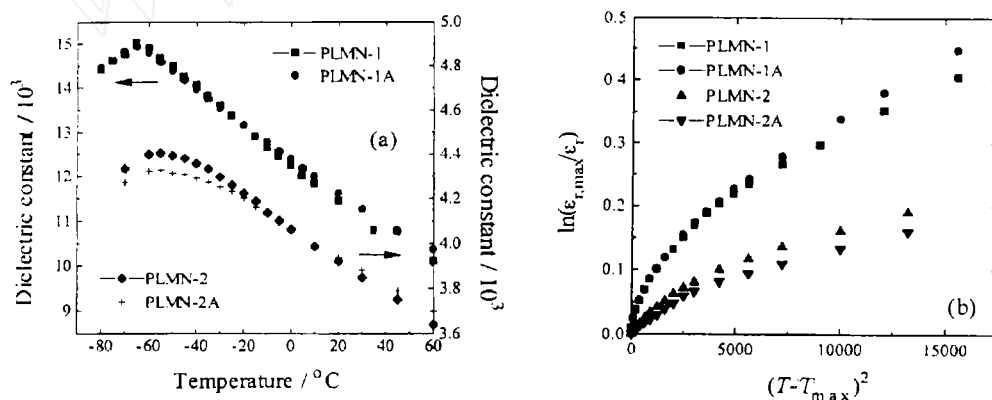 Dielectric constant / 10³
15
14
13
12
11
10
9
-80 -60 -40 -20 0 20 40 60
Temperature / °C
5.0
4.8
4.6
4.4
4.2
4.0
3.8
3.6
Dielectric constant / 10³
PLMN-1
PLMN-1A
(a)
PLMN-2
PLMN-2A
ln(εr,max/εr)
0.5
0.4
0.3
0.2
0.1
0.0
0 5000 10000 15000
(T-Tmax)²
PLMN-1
PLMN-1A
PLMN-2
PLMN-2A
(b)